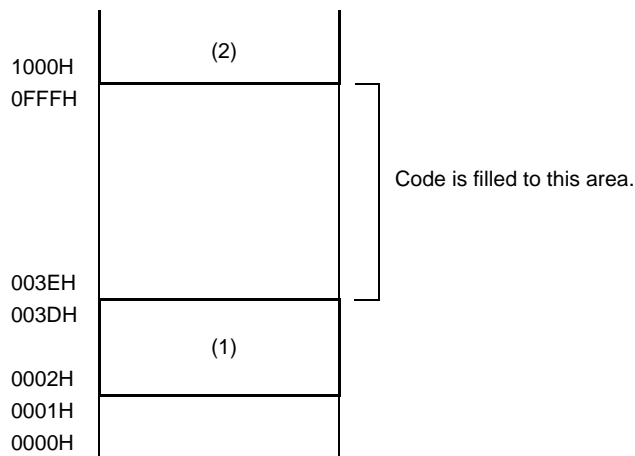 (2)
1000H
0FFFH
Code is filled to this area.
003EH
003DH
(1)
0002H
0001H
0000H